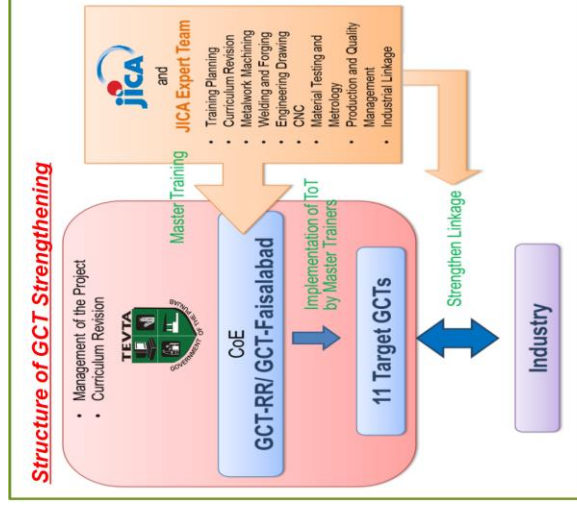 Structure of GCT Strengthening
• Management of the Project
• Curriculum Revision
TEVTA
GOVERNMENT OF THE PUNJAB
Master Training
CoE
GCT-RR/ GCT-Faisalabad
Implementation of ToT
by Master Trainers
11 Target GCTs
jICA
and
JICA Expert Team
• Training Planning
• Curriculum Revision
• Metalwork Machining
• Welding and Forging
• Engineering Drawing
• CNC
• Material Testing and
Metrology
• Production and Quality
Management
• Industrial Linkage
Strengthen Linkage
Industry